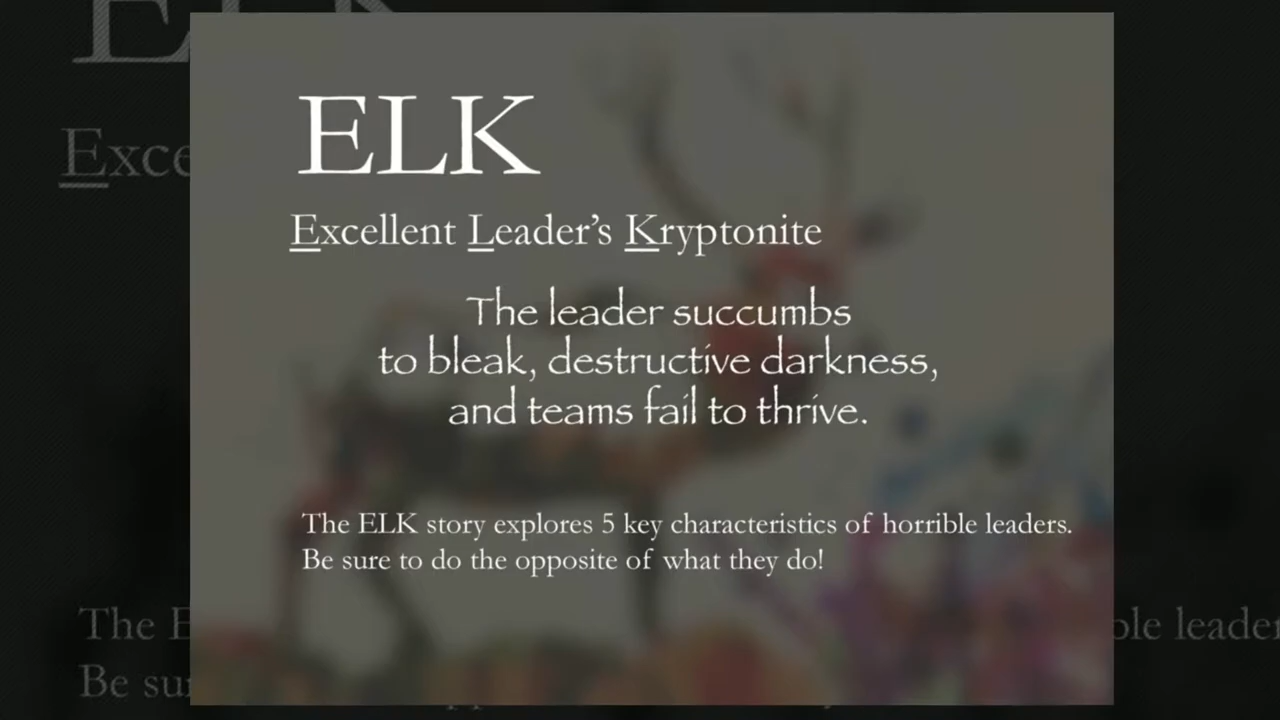 ELK
Excellent Leader’s Kryptonite
The leader succumbs
to bleak, destructive darkness,
and teams fail to thrive.
The ELK story explores 5 key characteristics of horrible leaders.
Be sure to do the opposite of what they do!